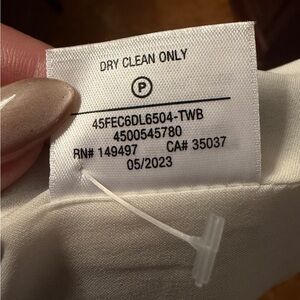 DRY CLEAN ONLY
P
45FEC6DL6504-TWB
4500545780
RN# 149497 CA# 35037
05/2023